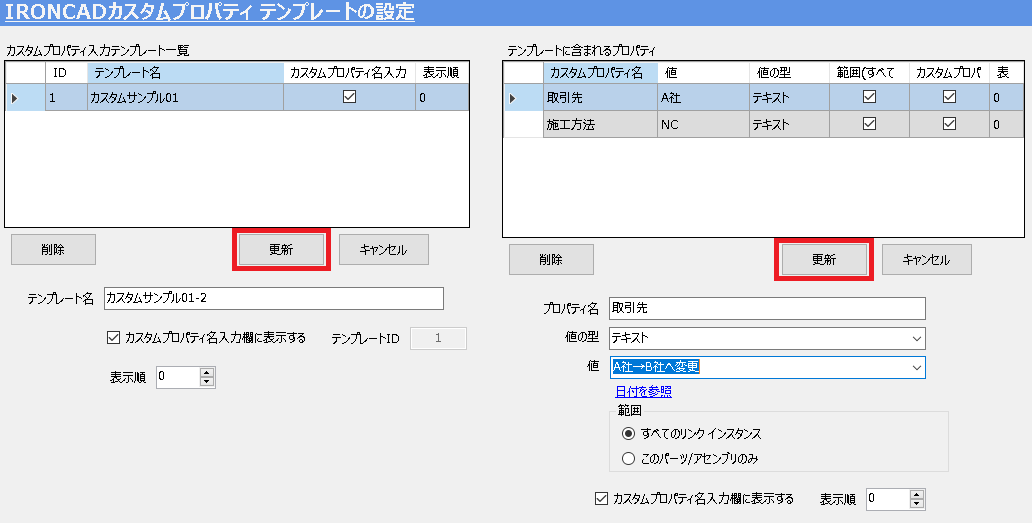 IRONCADカスタムプロパティ テンプレートの設定
カスタムプロパティ入力テンプレート一覧
ID テンプレート名 カスタムプロパティ名入力 表示順
1 カスタムサンプル01 0
削除 更新 キャンセル
テンプレート名 カスタムサンプル01-2
カスタムプロパティ名入力欄に表示する テンプレートID 1
表示順 0
テンプレートに含まれるプロパティ
カスタムプロパティ名 値 値の型 範囲(すべて カスタムプロパ 表
取引先 A社 テキスト 0
施工方法 NC テキスト 0
削除 更新 キャンセル
プロパティ名 取引先
値の型 テキスト
値 A社→B社へ変更
日付を参照
範囲
すべてのリンク インスタンス
このパーツ/アセンブリのみ
カスタムプロパティ名入力欄に表示する 表示順 0